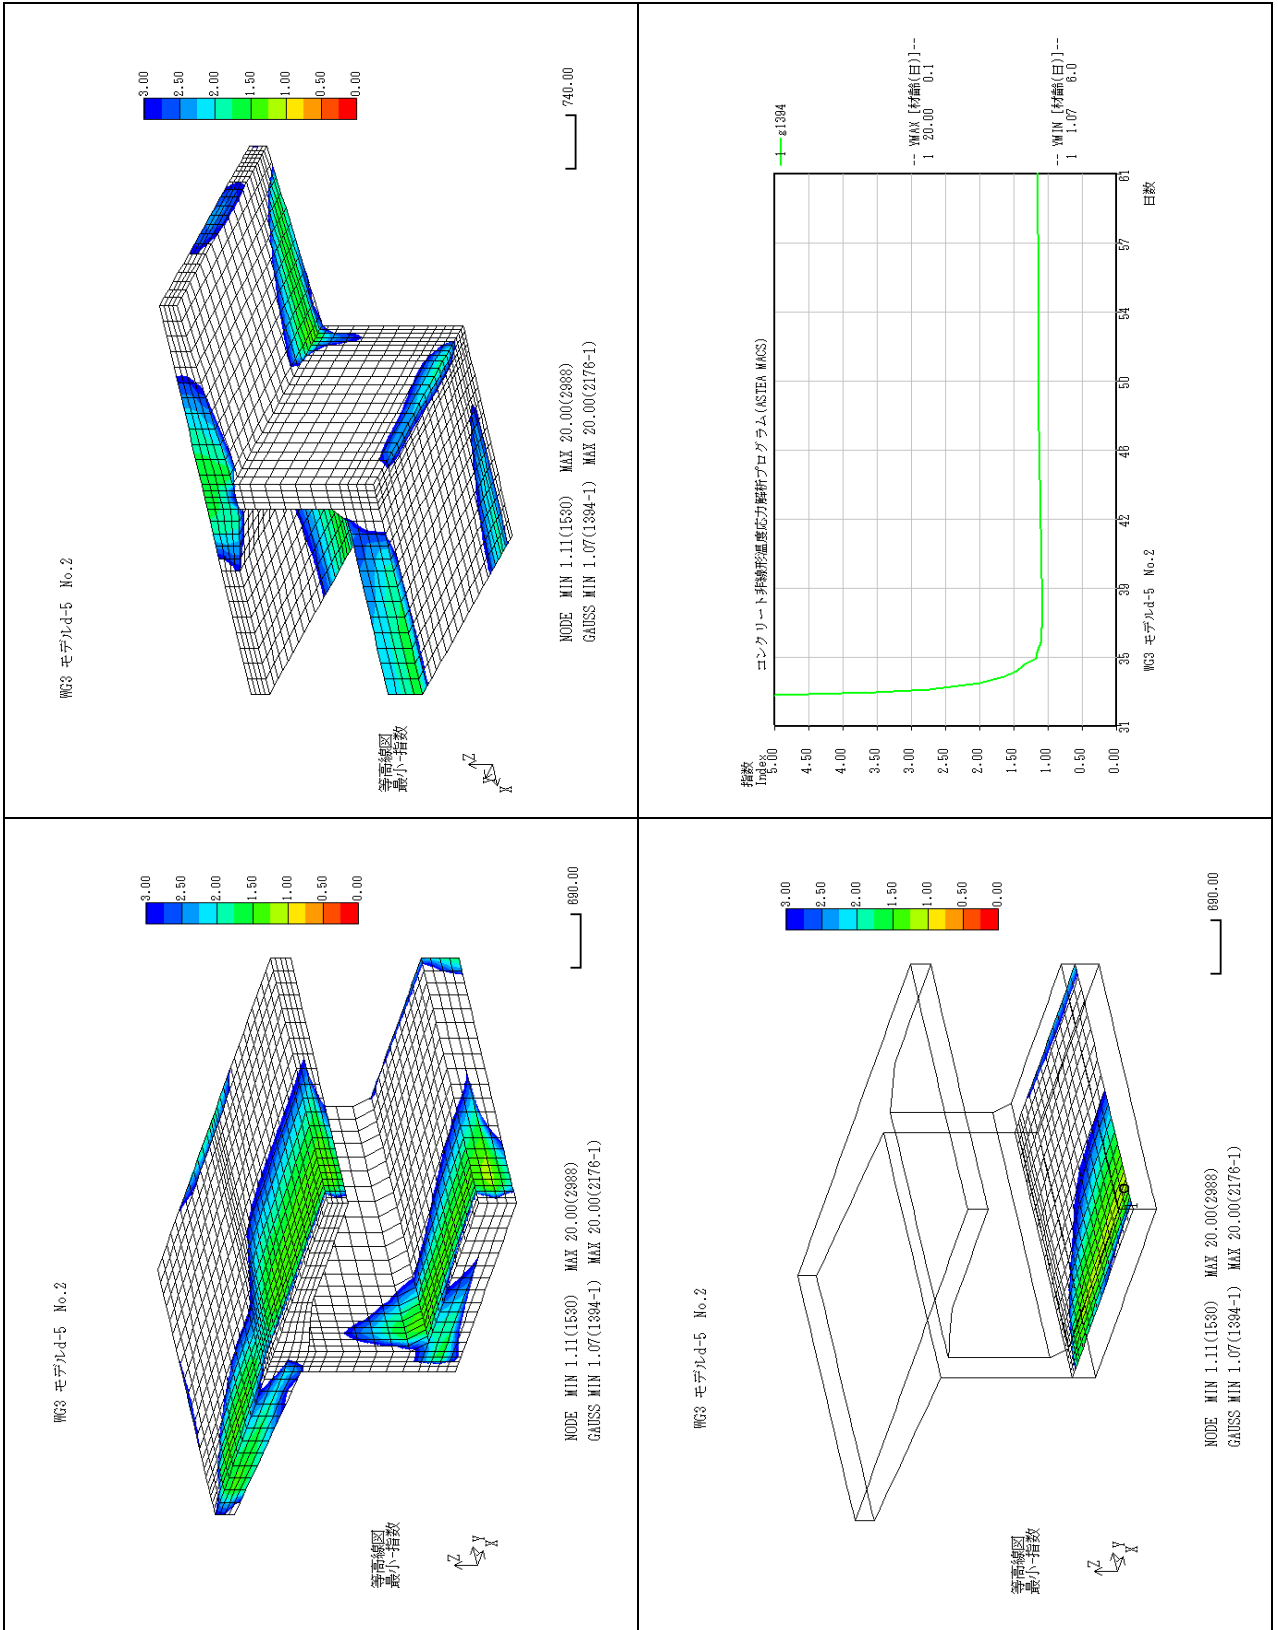 WG3 モデルd-5 No.2
3.00
2.50
2.00
1.50
1.00
0.50
0.00
等高線図
最小-指数
Z
Y
X
NODE MIN 1.11(1530) MAX 20.00(2988)
GAUSS MIN 1.07(1394-1) MAX 20.00(2176-1)
690.00
WG3 モデルd-5 No.2
3.00
2.50
2.00
1.50
1.00
0.50
0.00
等高線図
最小-指数
Z
Y
X
NODE MIN 1.11(1530) MAX 20.00(2988)
GAUSS MIN 1.07(1394-1) MAX 20.00(2176-1)
740.00
WG3 モデルd-5 No.2
3.00
2.50
2.00
1.50
1.00
0.50
0.00
等高線図
最小-指数
Z
Y
X
NODE MIN 1.11(1530) MAX 20.00(2988)
GAUSS MIN 1.07(1394-1) MAX 20.00(2176-1)
690.00
コンクリート非線形温度応力解析プログラム(ASTEA MACS)
指数
Index
5.00
4.50
4.00
3.50
3.00
2.50
2.00
1.50
1.00
0.50
0.00
31
35
39
42
46
50
54
57
61
日数
1 g1394
-- YMAX [材齢(日)]--
1 20.00 0.1
-- YMIN [材齢(日)]--
1 1.07 6.0
WG3 モデルd-5 No.2